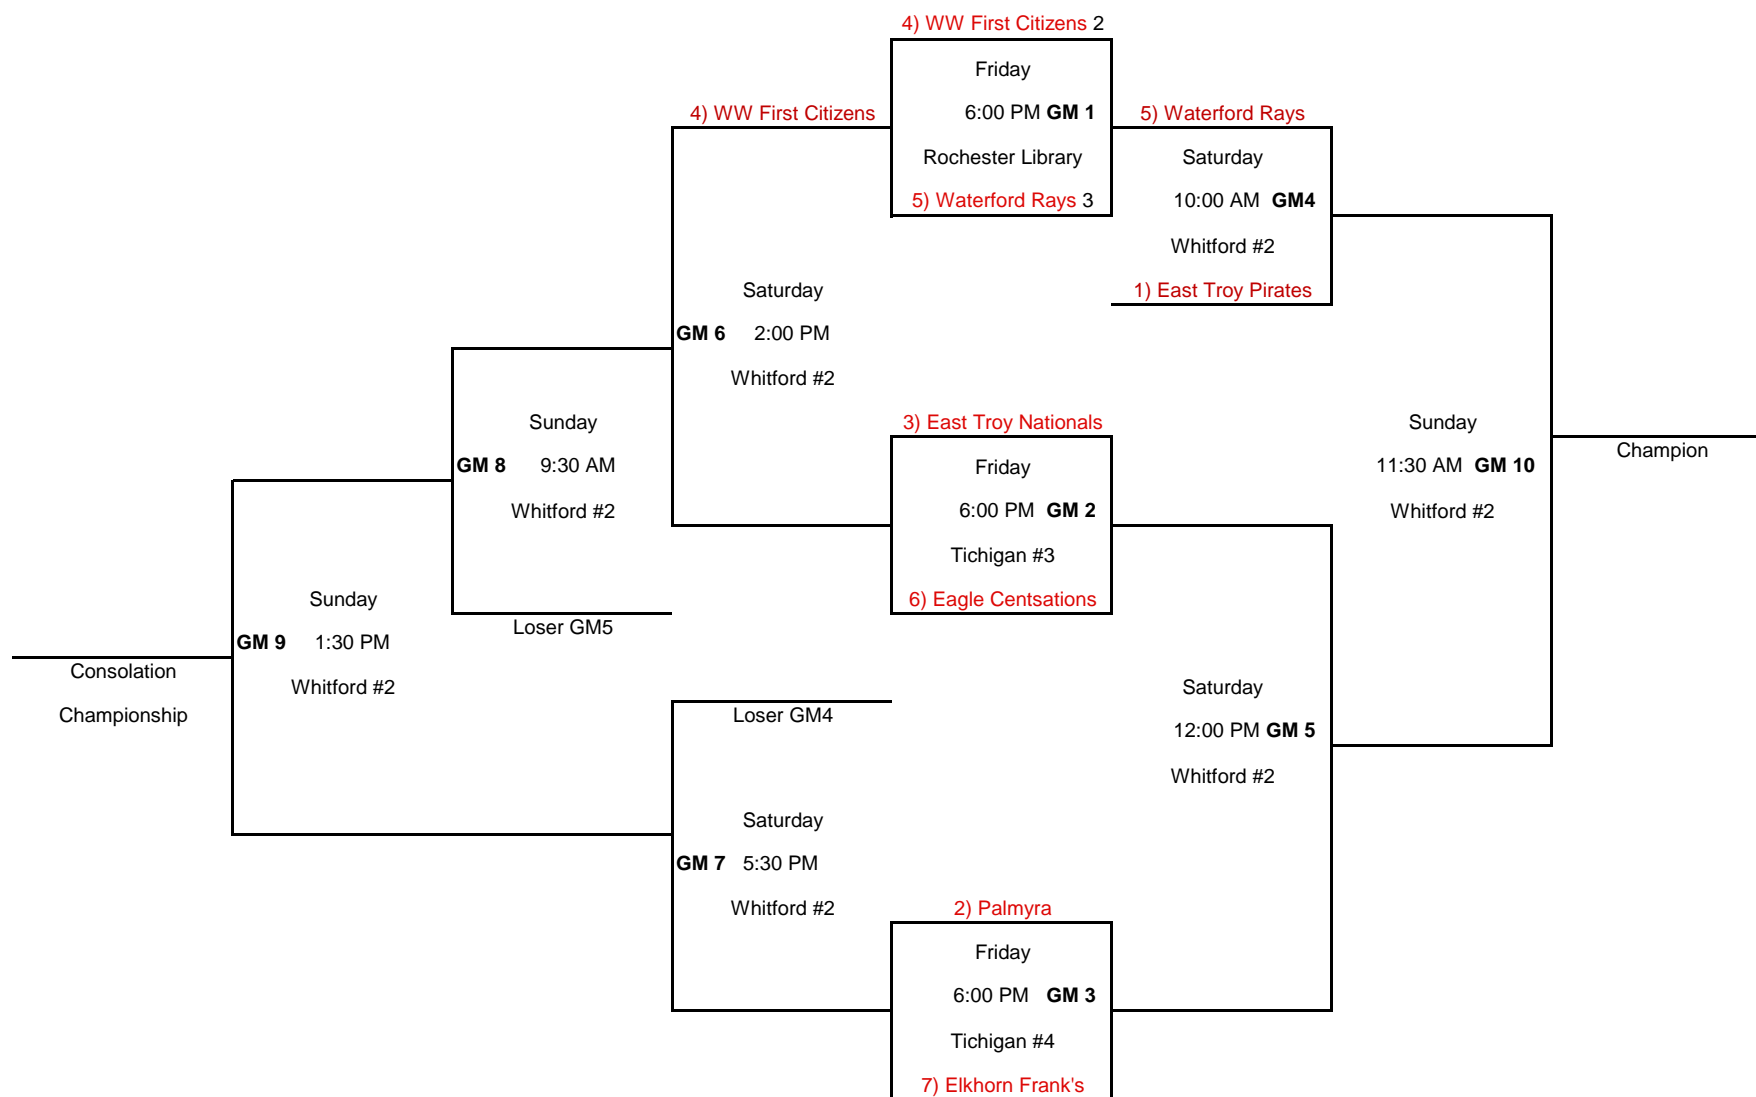 4) WW First Citizens 2
Friday
4) WW First Citizens
6:00 PM GM 1
5) Waterford Rays
Rochester Library
Saturday
5) Waterford Rays 3
10:00 AM GM4
Whitford #2
Saturday
1) East Troy Pirates
GM 6 2:00 PM
Whitford #2
Sunday
3) East Troy Nationals
Sunday
Champion
GM 8 9:30 AM
Friday
11:30 AM GM 10
Whitford #2
6:00 PM GM 2
Whitford #2
Tichigan #3
Sunday
6) Eagle Centsations
Loser GM5
GM 9 1:30 PM
Consolation
Whitford #2
Saturday
Championship
Loser GM4
12:00 PM GM 5
Whitford #2
Saturday
GM 7 5:30 PM
Whitford #2
2) Palmyra
Friday
6:00 PM GM 3
Tichigan #4
7) Elkhorn Frank's